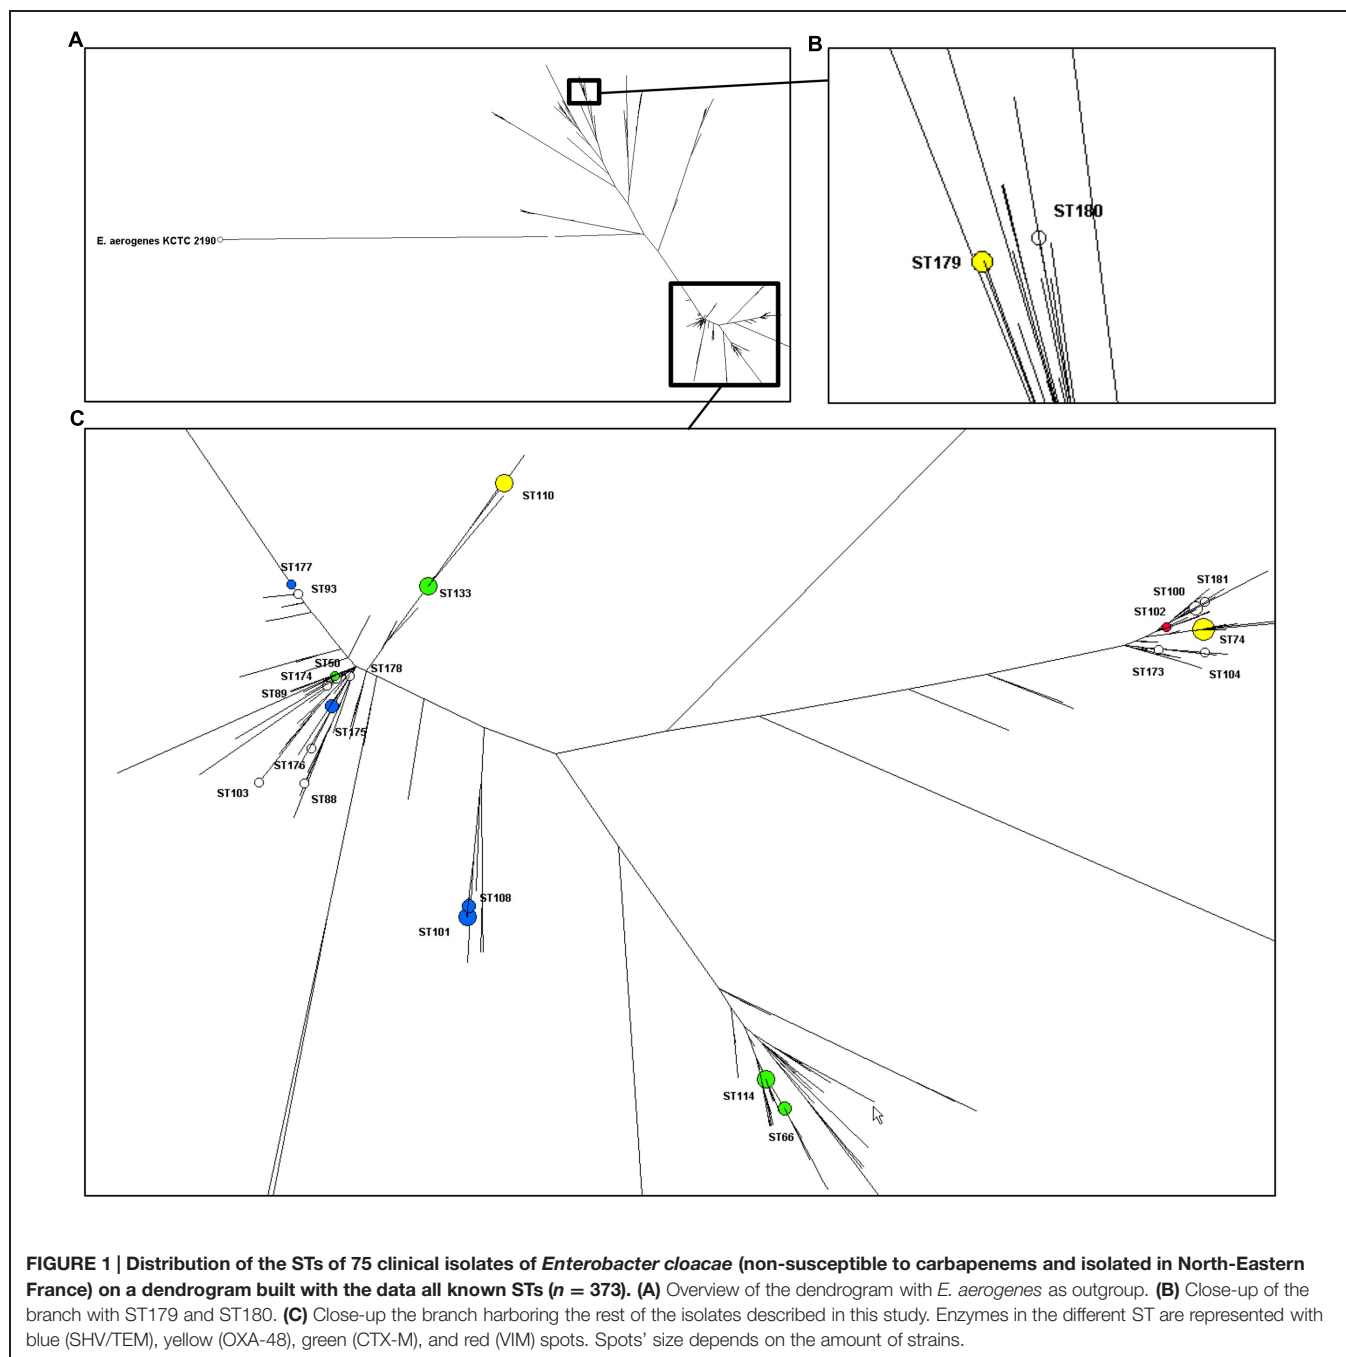 A
B
E. aerogenes KCTC 2190
ST180
ST179
C
ST110
ST177
ST93
ST133
ST181
ST100
ST102
ST74
ST173
ST104
ST50
ST178
ST174
ST89
ST175
ST176
ST103
ST88
ST108
ST101
ST114
ST66
FIGURE 1 | Distribution of the STs of 75 clinical isolates of Enterobacter cloacae (non-susceptible to carbapenems and isolated in North-Eastern
France) on a dendrogram built with the data all known STs (n = 373). (A) Overview of the dendrogram with E. aerogenes as outgroup. (B) Close-up of the
branch with ST179 and ST180. (C) Close-up the branch harboring the rest of the isolates described in this study. Enzymes in the different ST are represented with
blue (SHV/TEM), yellow (OXA-48), green (CTX-M), and red (VIM) spots. Spots' size depends on the amount of strains.